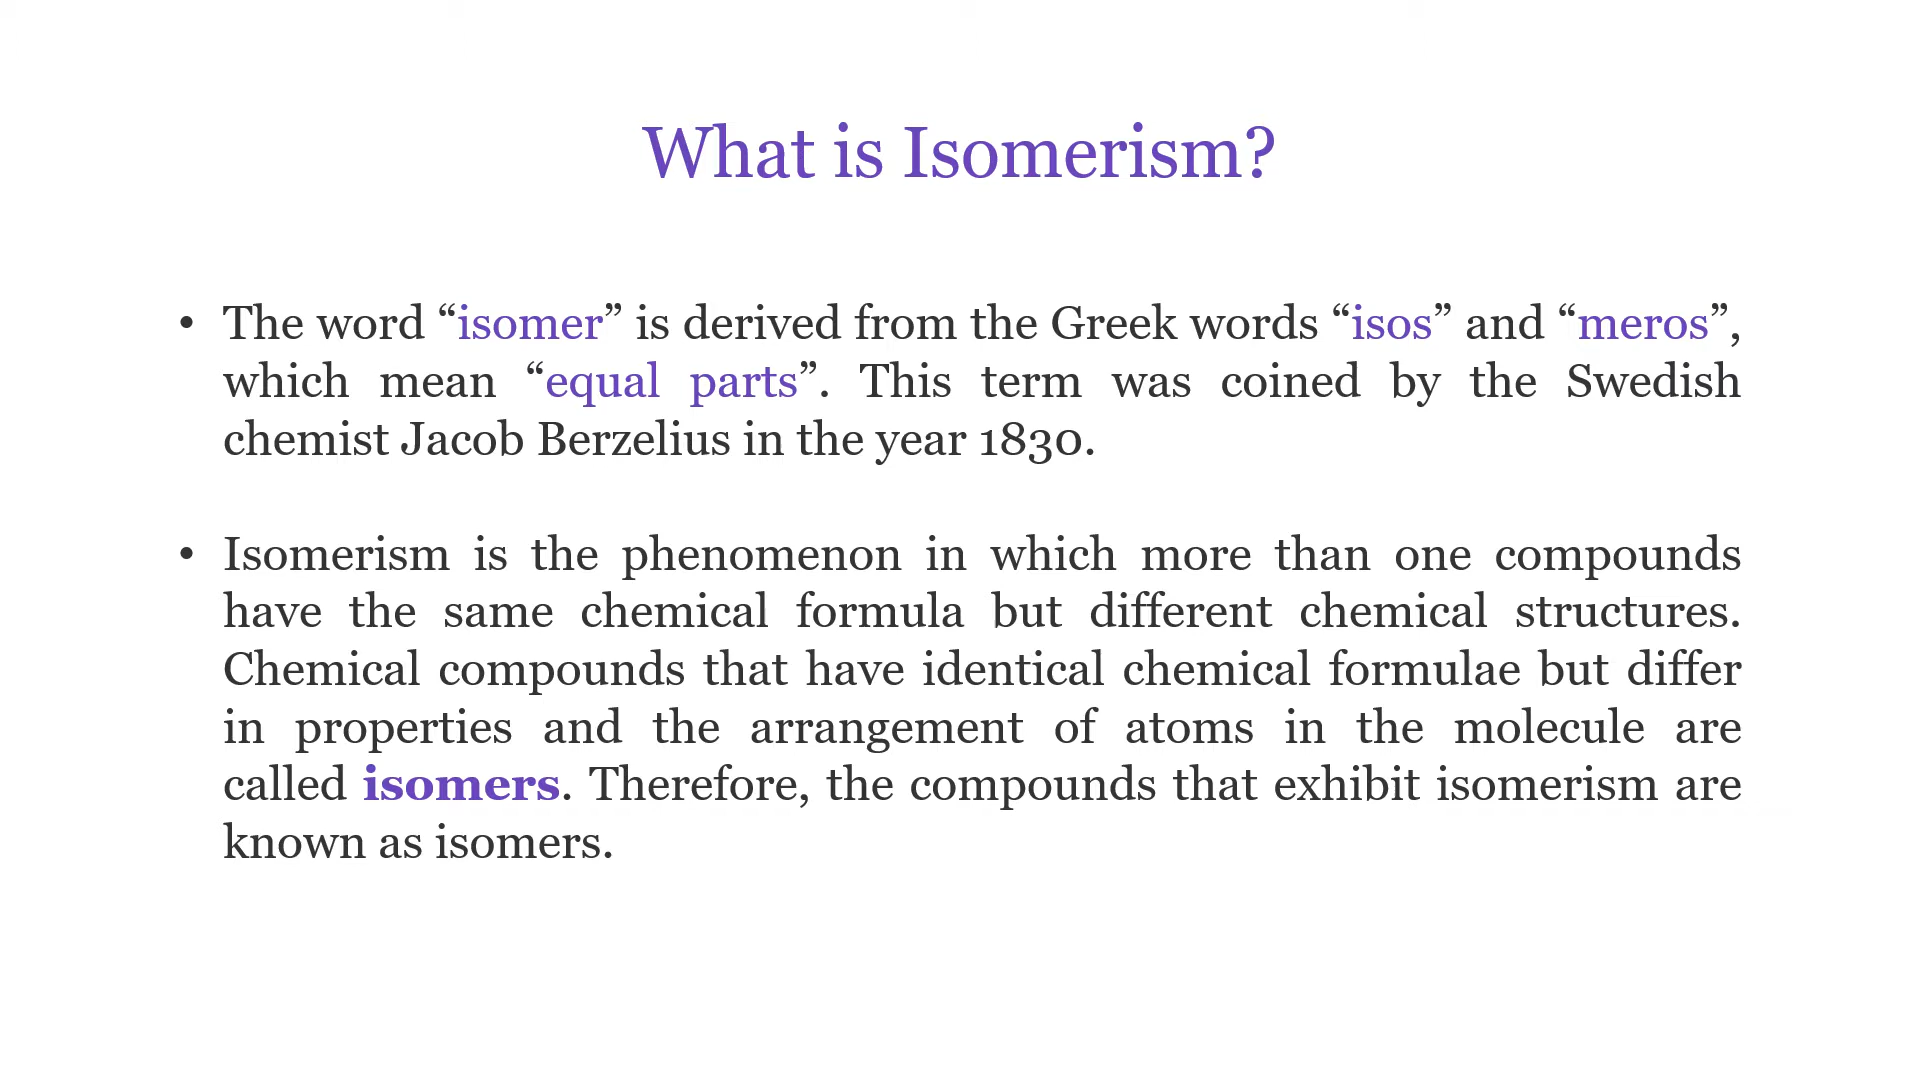 What is Isomerism?
• The word “isomer” is derived from the Greek words “isos” and “meros”,
which mean “equal parts”. This term was coined by the Swedish
chemist Jacob Berzelius in the year 1830.
• Isomerism is the phenomenon in which more than one compounds
have the same chemical formula but different chemical structures.
Chemical compounds that have identical chemical formulae but differ
in properties and the arrangement of atoms in the molecule are
called isomers. Therefore, the compounds that exhibit isomerism are
known as isomers.